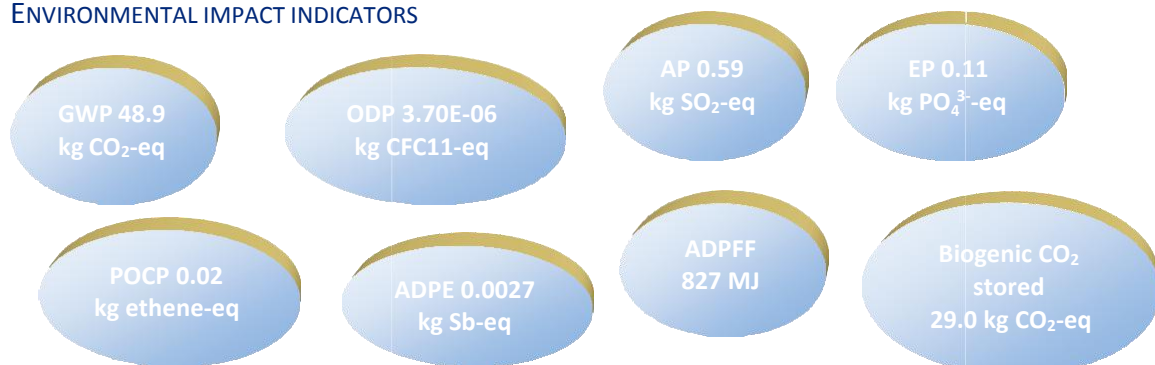 ENVIRONMENTAL IMPACT INDICATORS
GWP 48.9
kg CO₂-eq
ODP 3.70E-06
kg CFC11-eq
AP 0.59
kg SO₂-eq
EP 0.11
kg PO₄³⁻-eq
POCP 0.02
kg ethene-eq
ADPE 0.0027
kg Sb-eq
ADPFF
827 MJ
Biogenic CO₂
stored
29.0 kg CO₂-eq